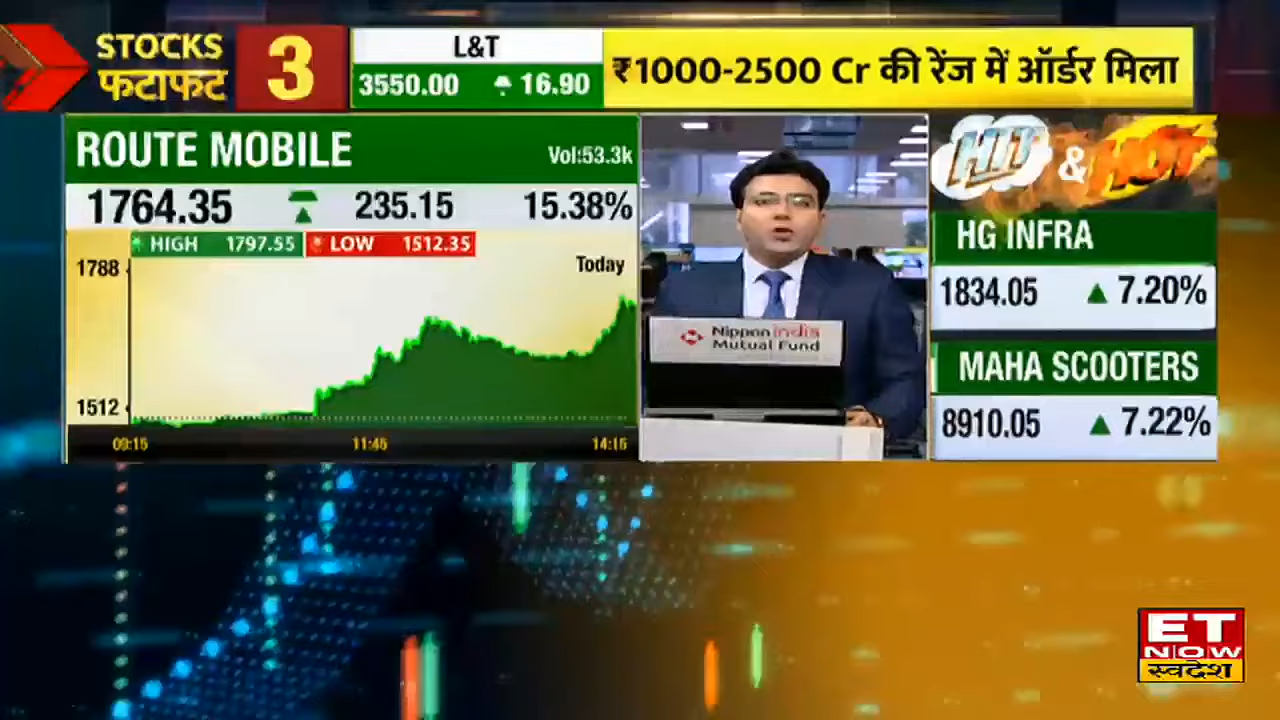 STOCKS
फटाफट
3
L&T
3550.00 16.90
₹1000-2500 Cr की रेंज में ऑर्डर मिला
ROUTE MOBILE
Vol:53.3k
1764.35 235.15 15.38%
HIGH 1797.55 LOW 1512.35
Today
1788
1512
09:15 11:45 14:15
Nippon india
Mutual Fund
HIT & HOT
HG INFRA
1834.05 7.20%
MAHA SCOOTERS
8910.05 7.22%
ET
NOW
स्वदेश